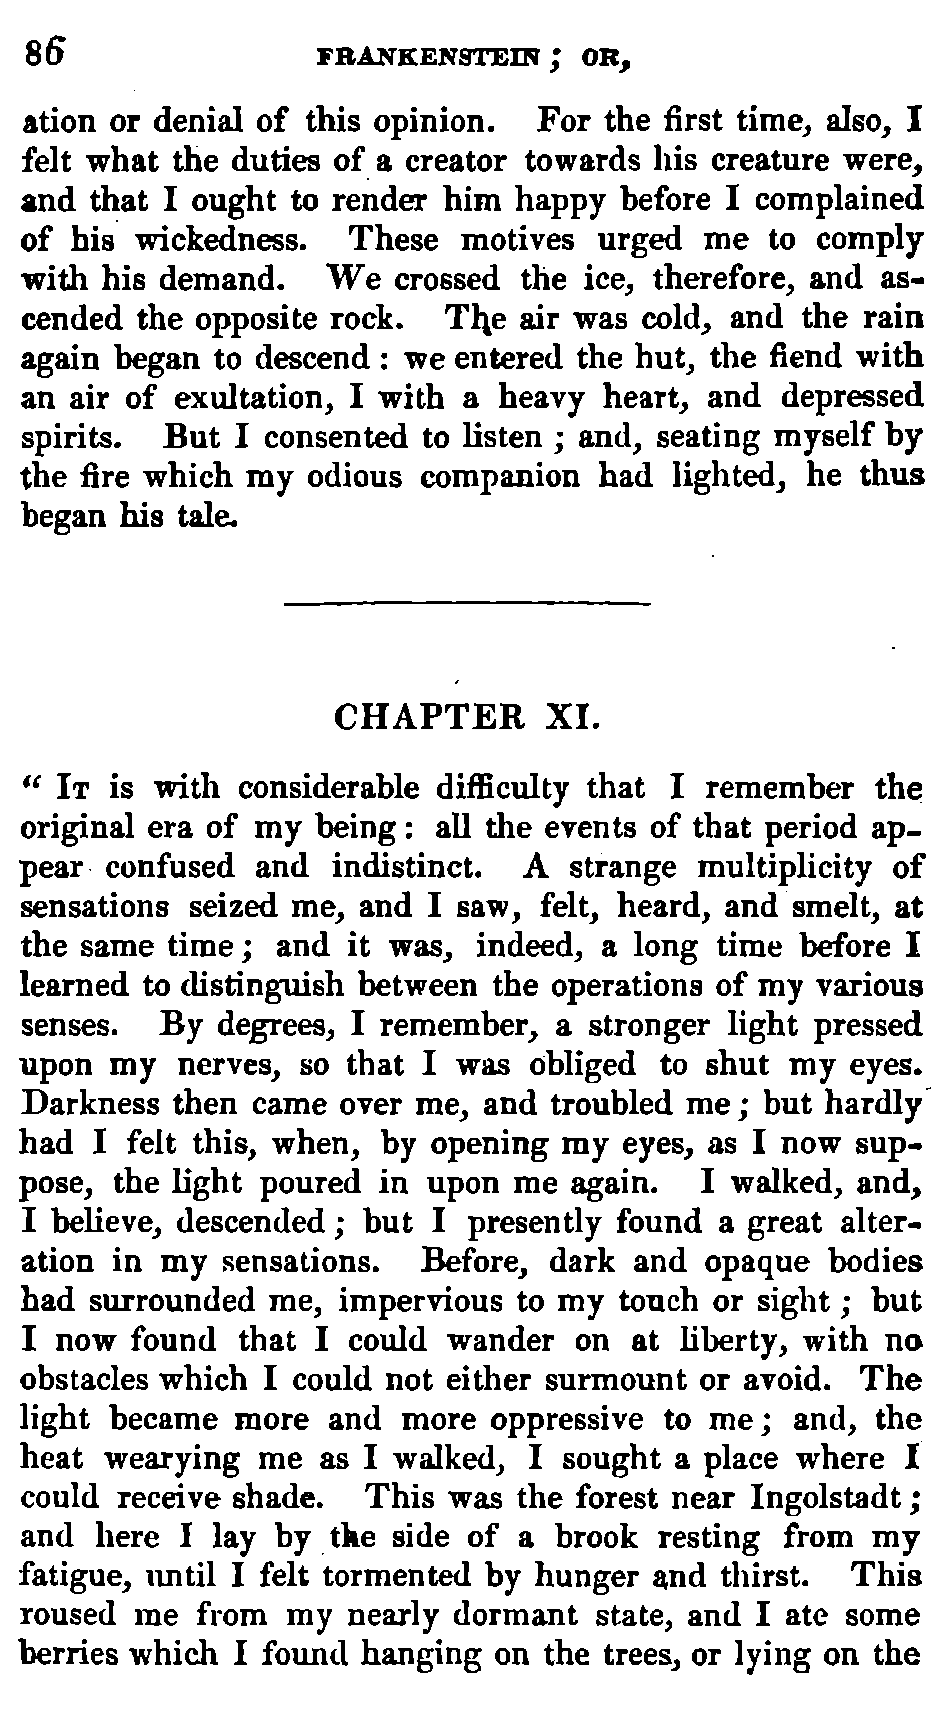 86 FRANKENSTEIN; OR,
ation or denial of this opinion. For the first time, also, I
felt what the duties of a creator towards his creature were,
and that I ought to render him happy before I complained
of his wickedness. These motives urged me to comply
with his demand. We crossed the ice, therefore, and as-
cended the opposite rock. The air was cold, and the rain
again began to descend: we entered the hut, the fiend with
an air of exultation, I with a heavy heart, and depressed
spirits. But I consented to listen; and, seating myself by
the fire which my odious companion had lighted, he thus
began his tale.
CHAPTER XI.
“ IT is with considerable difficulty that I remember the
original era of my being: all the events of that period ap-
pear confused and indistinct. A strange multiplicity of
sensations seized me, and I saw, felt, heard, and smelt, at
the same time; and it was, indeed, a long time before I
learned to distinguish between the operations of my various
senses. By degrees, I remember, a stronger light pressed
upon my nerves, so that I was obliged to shut my eyes.
Darkness then came over me, and troubled me; but hardly
had I felt this, when, by opening my eyes, as I now sup-
pose, the light poured in upon me again. I walked, and,
I believe, descended; but I presently found a great alter-
ation in my sensations. Before, dark and opaque bodies
had surrounded me, impervious to my touch or sight; but
I now found that I could wander on at liberty, with no
obstacles which I could not either surmount or avoid. The
light became more and more oppressive to me; and, the
heat wearying me as I walked, I sought a place where I
could receive shade. This was the forest near Ingolstadt;
and here I lay by the side of a brook resting from my
fatigue, until I felt tormented by hunger and thirst. This
roused me from my nearly dormant state, and I ate some
berries which I found hanging on the trees, or lying on the